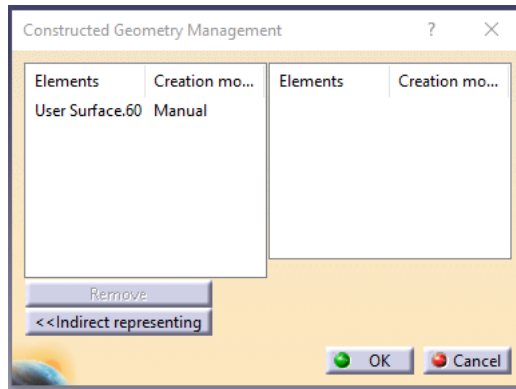 Constructed Geometry Management ? ×
Elements Creation mo... Elements Creation mo...
User Surface.60 Manual
Remove
<<Indirect representing
OK Cancel